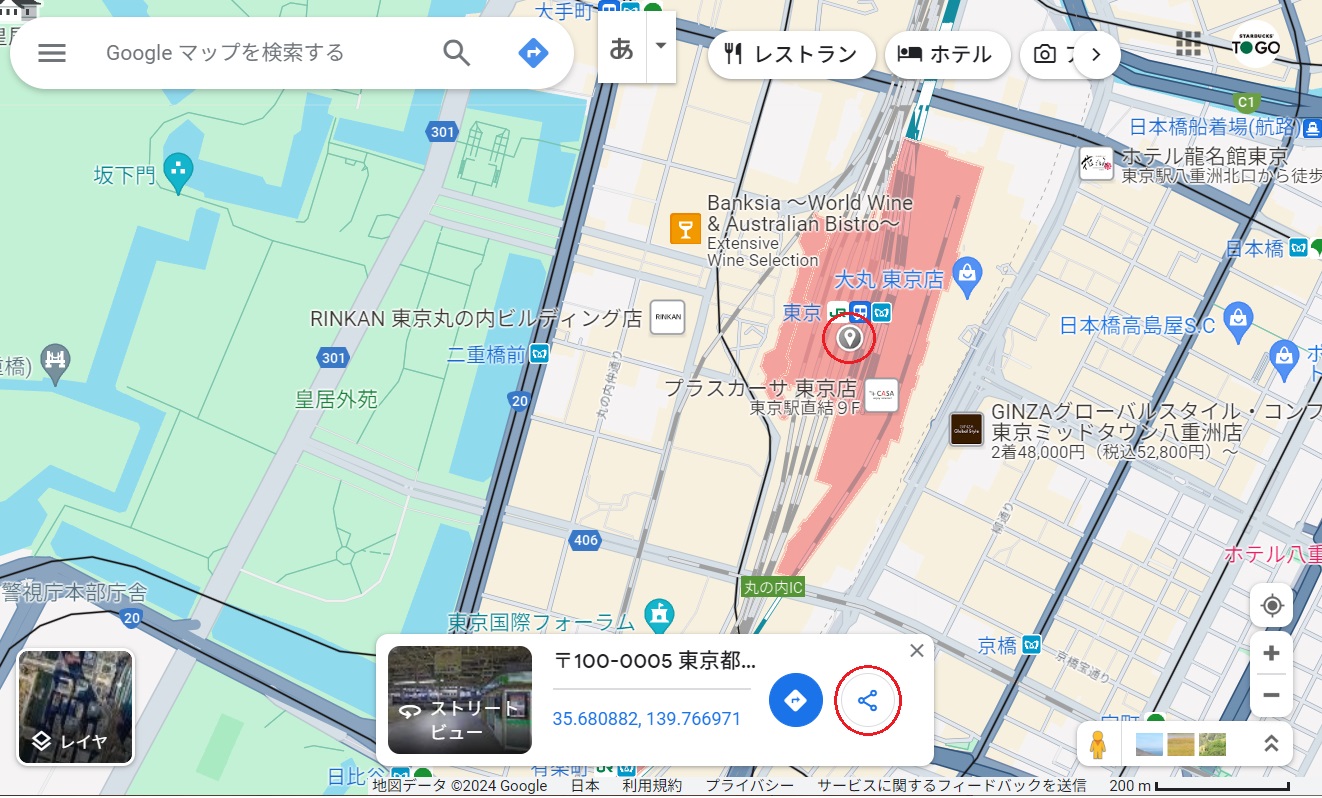 大手町
Google マップを検索する
あ
レストラン
ホテル
STARBUCKS
TO GO
C1
日本橋船着場(航路)
301
ホテル龍名館東京
東京駅八重洲北口から徒歩
坂下門
Banksia ～World Wine
& Australian Bistro～
Extensive
Wine Selection
日本橋
大丸 東京店
東京
JR
RINKAN 東京丸の内ビルディング店
RINKAN
日本橋高島屋S.C
301
二重橋前
橋)
丸の内仲通り
皇居外苑
20
プラスカーサ 東京店
東京駅直結９F
CASA
GINZAグローバルスタイル・コンフ
東京ミッドタウン八重洲店
2着48,000円（税込52,800円）～
柳通り
406
ホテル八重
丸の内IC
警視庁本部庁舎
20
東京国際フォーラム
京橋
京橋宝通り
〒100-0005 東京都...
35.680882, 139.766971
ストリート
ビュー
レイヤ
宝町
日比谷
有楽町
地図データ ©2024 Google
日本
利用規約
プライバシー
サービスに関するフィードバックを送信
200 m